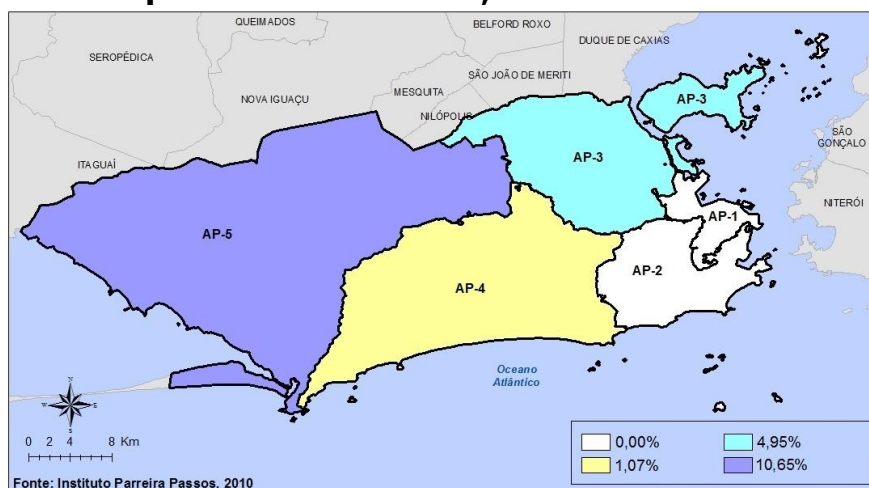 QUEIMADOS
BELFORD ROXO
SEROPÉDICA
DUQUE DE CAXIAS
SÃO JOÃO DE MERITI
MESQUITA
NOVA IGUAÇU
NILÓPOLIS
AP-3
SÃO GONÇALO
ITAGUAÍ
AP-3
NITERÓI
AP-1
AP-5
AP-2
AP-4
Oceano
Atlântico
N
W E
S
0 2 4 8 Km
0,00% 4,95%
1,07% 10,65%
Fonte: Instituto Parreira Passos, 2010